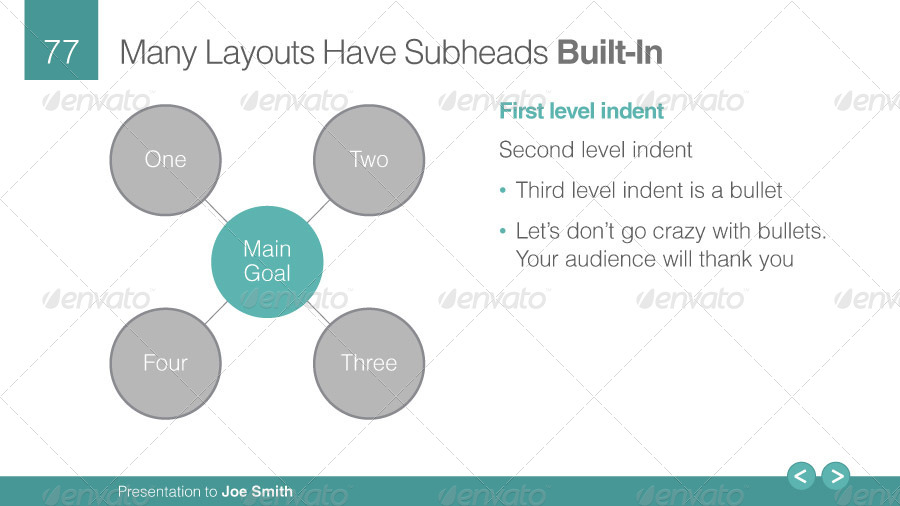 77
Many Layouts Have Subheads Built-In
One
Two
Main
Goal
Four
Three
First level indent
Second level indent
• Third level indent is a bullet
• Let's don't go crazy with bullets.
Your audience will thank you
Presentation to Joe Smith
< >
envato envato envato envato envato
envato envato envato envato envato
envato envato envato envato envato